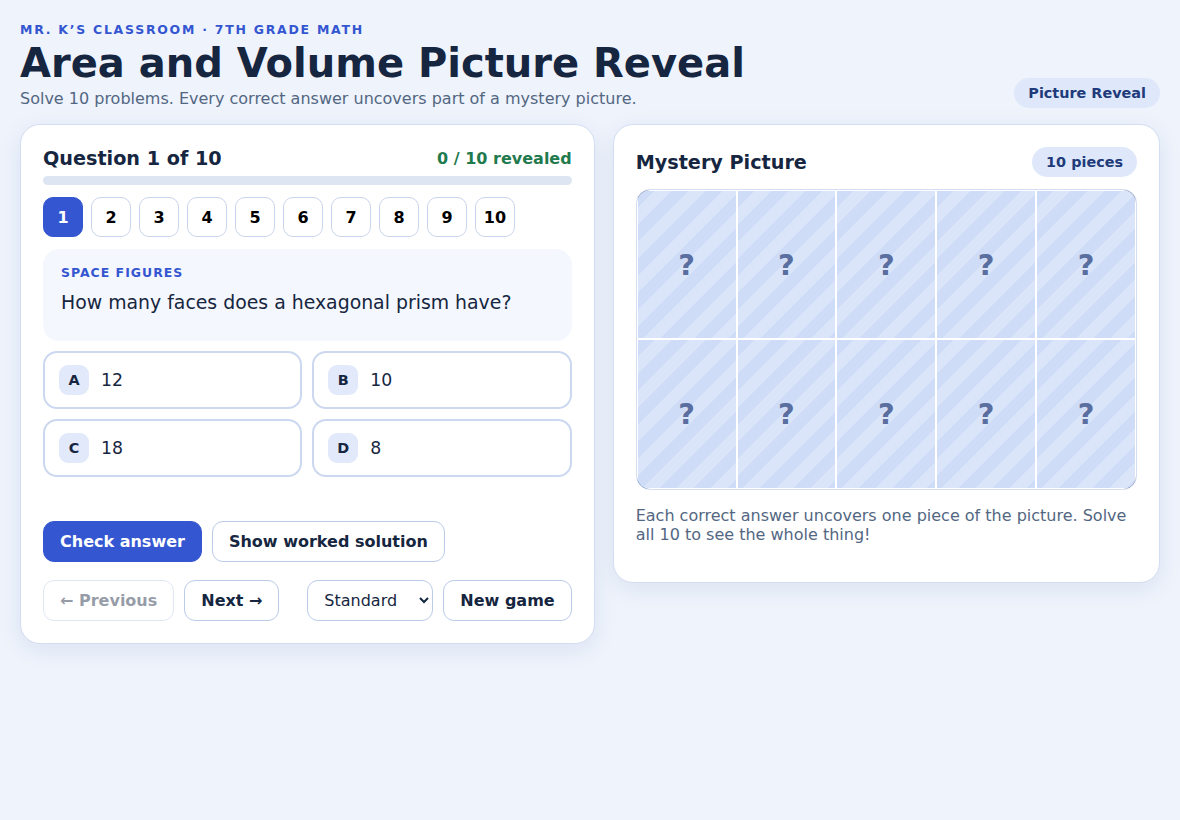 MR. K’S CLASSROOM · 7TH GRADE MATH
Area and Volume Picture Reveal
Solve 10 problems. Every correct answer uncovers part of a mystery picture.
Picture Reveal
Question 1 of 10
0 / 10 revealed
1 2 3 4 5 6 7 8 9 10
SPACE FIGURES
How many faces does a hexagonal prism have?
A 12
B 10
C 18
D 8
Check answer
Show worked solution
← Previous
Next →
Standard
New game
Mystery Picture
10 pieces
? ? ? ? ?
? ? ? ? ?
Each correct answer uncovers one piece of the picture. Solve
all 10 to see the whole thing!